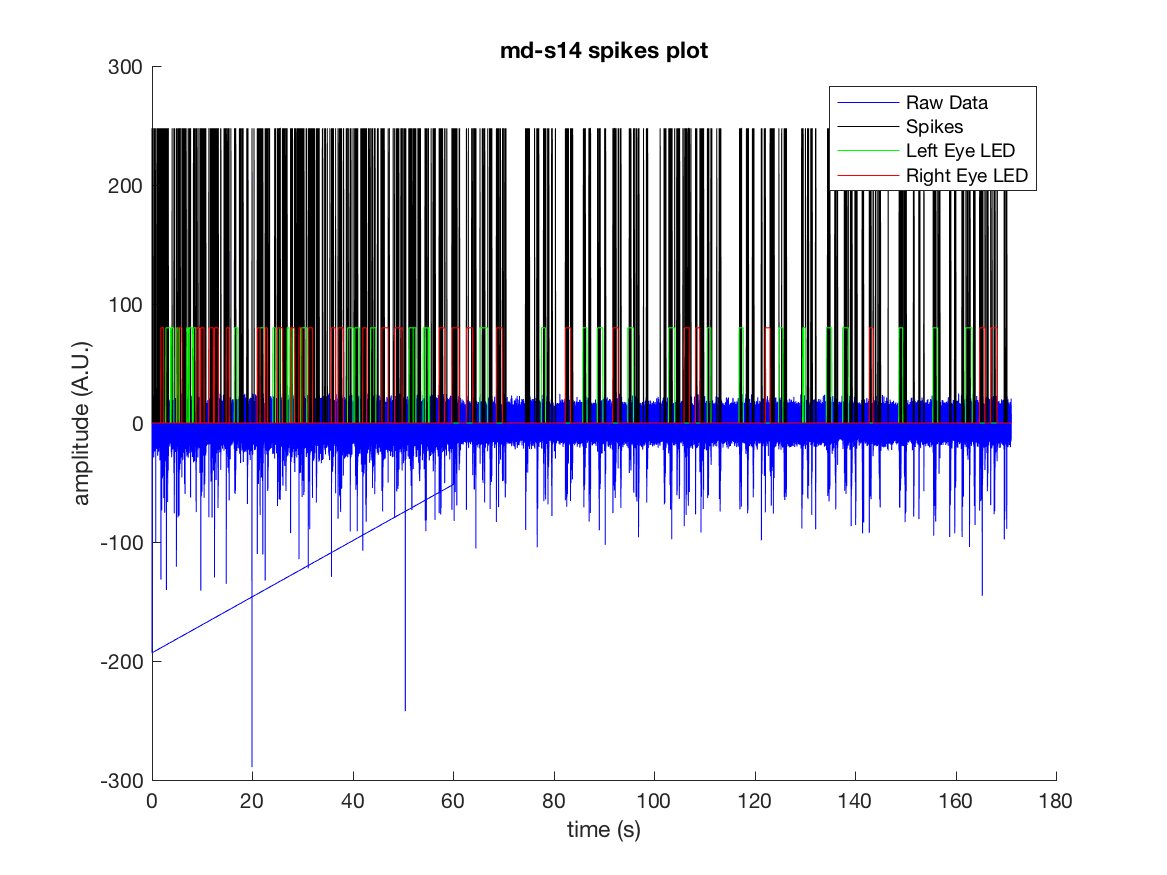 md-s14 spikes plot
300
200
100
0
-100
-200
-300
amplitude (A.U.)
Raw Data
Spikes
Left Eye LED
Right Eye LED
0 20 40 60 80 100 120 140 160 180
time (s)